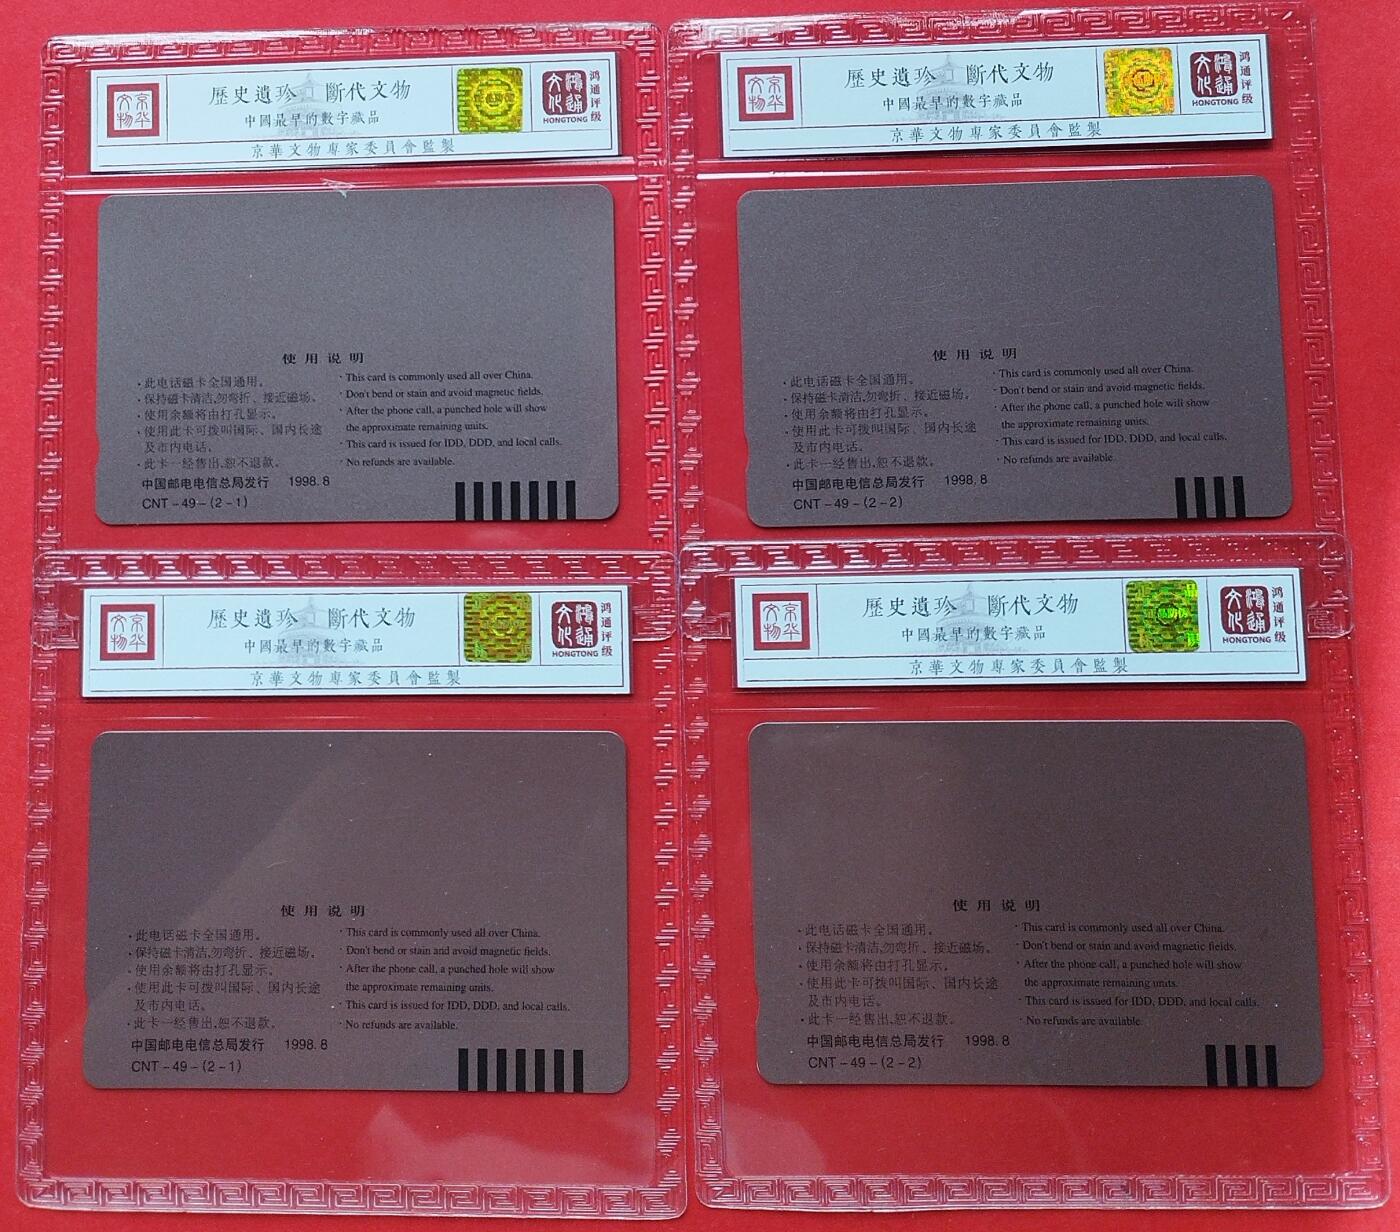 京华文物
歷史遺珍 斷代文物
中國最早的數字藏品
京華文物專家委員會監製
鴻通文化
HONGTONG
鸿通评级
使用说明
·此电话磁卡全国通用。
·保持磁卡清洁,勿弯折、接近磁场。
·使用余额将由打孔显示。
·使用此卡可拨叫国际、国内长途
及市内电话。
·此卡一经售出,恕不退款。
·This card is commonly used all over China.
·Don't bend or stain and avoid magnetic fields.
·After the phone call, a punched hole will show
the approximate remaining units.
·This card is issued for IDD, DDD, and local calls.
·No refunds are available.
中国邮电电信总局发行 1998.8
CNT-49-(2-1)
京华文物
歷史遺珍 斷代文物
中國最早的數字藏品
京華文物專家委員會監製
鴻通文化
HONGTONG
鸿通评级
使用说明
·此电话磁卡全国通用。
·保持磁卡清洁,勿弯折、接近磁场。
·使用余额将由打孔显示。
·使用此卡可拨叫国际、国内长途
及市内电话。
·此卡一经售出,恕不退款。
·This card is commonly used all over China.
·Don't bend or stain and avoid magnetic fields.
·After the phone call, a punched hole will show
the approximate remaining units.
·This card is issued for IDD, DDD, and local calls.
·No refunds are available.
中国邮电电信总局发行 1998.8
CNT-49-(2-2)
京华文物
歷史遺珍 斷代文物
中國最早的數字藏品
京華文物專家委員會監製
鴻通文化
HONGTONG
鸿通评级
使用说明
·此电话磁卡全国通用。
·保持磁卡清洁,勿弯折、接近磁场。
·使用余额将由打孔显示。
·使用此卡可拨叫国际、国内长途
及市内电话。
·此卡一经售出,恕不退款。
·This card is commonly used all over China.
·Don't bend or stain and avoid magnetic fields.
·After the phone call, a punched hole will show
the approximate remaining units.
·This card is issued for IDD, DDD, and local calls.
·No refunds are available.
中国邮电电信总局发行 1998.8
CNT-49-(2-1)
京华文物
歷史遺珍 斷代文物
中國最早的數字藏品
京華文物專家委員會監製
鴻通文化
HONGTONG
鸿通评级
使用说明
·此电话磁卡全国通用。
·保持磁卡清洁,勿弯折、接近磁场。
·使用余额将由打孔显示。
·使用此卡可拨叫国际、国内长途
及市内电话。
·此卡一经售出,恕不退款。
·This card is commonly used all over China.
·Don't bend or stain and avoid magnetic fields.
·After the phone call, a punched hole will show
the approximate remaining units.
·This card is issued for IDD, DDD, and local calls.
·No refunds are available.
中国邮电电信总局发行 1998.8
CNT-49-(2-2)